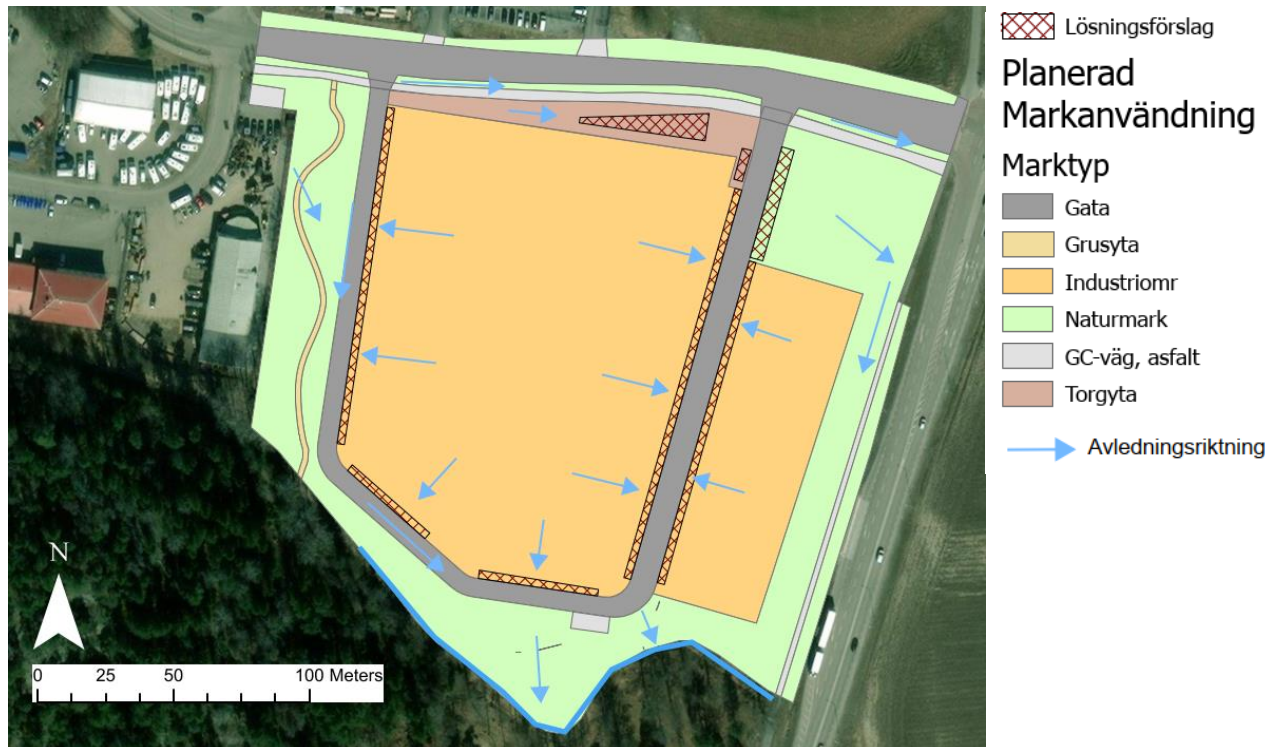 Lösningsförslag
Planerad
Markanvändning
Marktyp
Gata
Grusyta
Industriomr
Naturmark
GC-väg, asfalt
Torgyta
Avledningsriktning
N
0 25 50 100 Meters